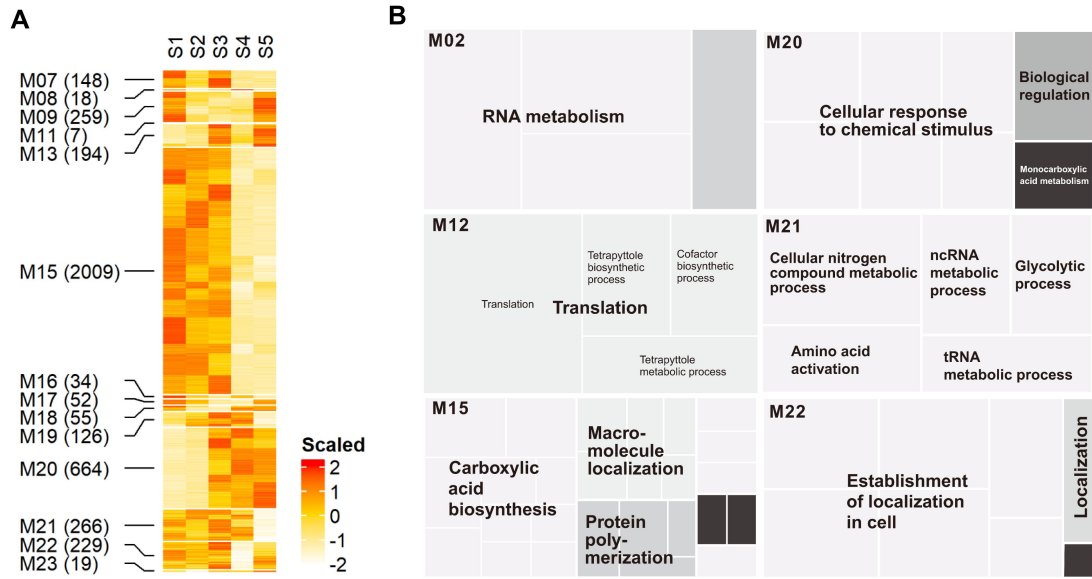 A
S1
S2
S3
S4
S5
M07 (148)
M08 (18)
M09 (259)
M11 (7)
M13 (194)
M15 (2009)
M16 (34)
M17 (52)
M18 (55)
M19 (126)
M20 (664)
M21 (266)
M22 (229)
M23 (19)
Scaled
2
1
0
-1
-2
B
M02
RNA metabolism
M20
Cellular response
to chemical stimulus
Biological
regulation
Monocarboxylic
acid metabolism
M12
Translation
Tetrapyttole
biosynthetic
process
Cofactor
biosynthetic
process
Translation
Tetrapyttole
metabolic process
M21
Cellular nitrogen
compound metabolic
process
ncRNA
metabolic
process
Glycolytic
process
Amino acid
activation
tRNA
metabolic process
M15
Carboxylic
acid
biosynthesis
Macro-
molecule
localization
Protein
poly-
merization
M22
Establishment
of localization
in cell
Localization